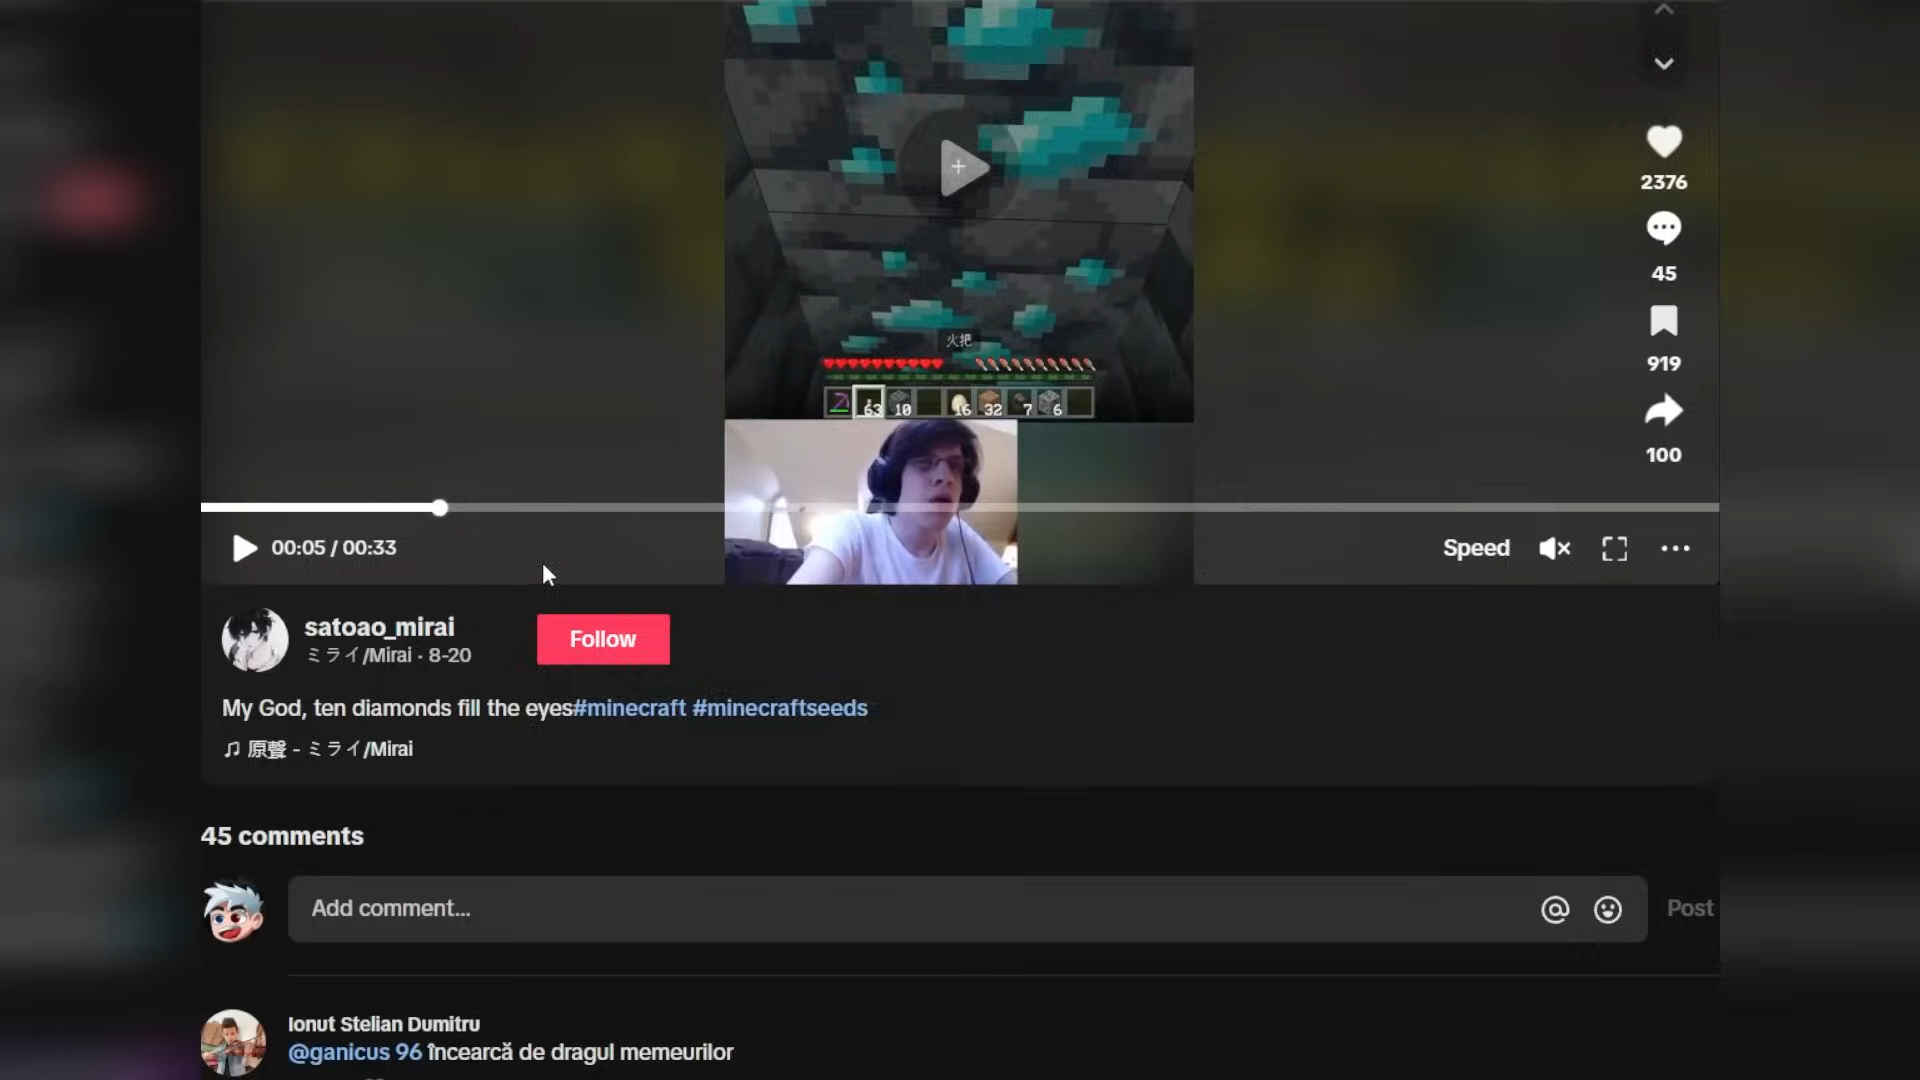 2376
45
919
100
火把
63 10 16 32 7 6
00:05 / 00:33
Speed
satoao_mirai
ミライ/Mirai · 8-20
Follow
My God, ten diamonds fill the eyes#minecraft #minecraftseeds
原聲 - ミライ/Mirai
45 comments
Add comment...
Post
Ionut Stelian Dumitru
@ganicus 96 încearcă de dragul memeurilor